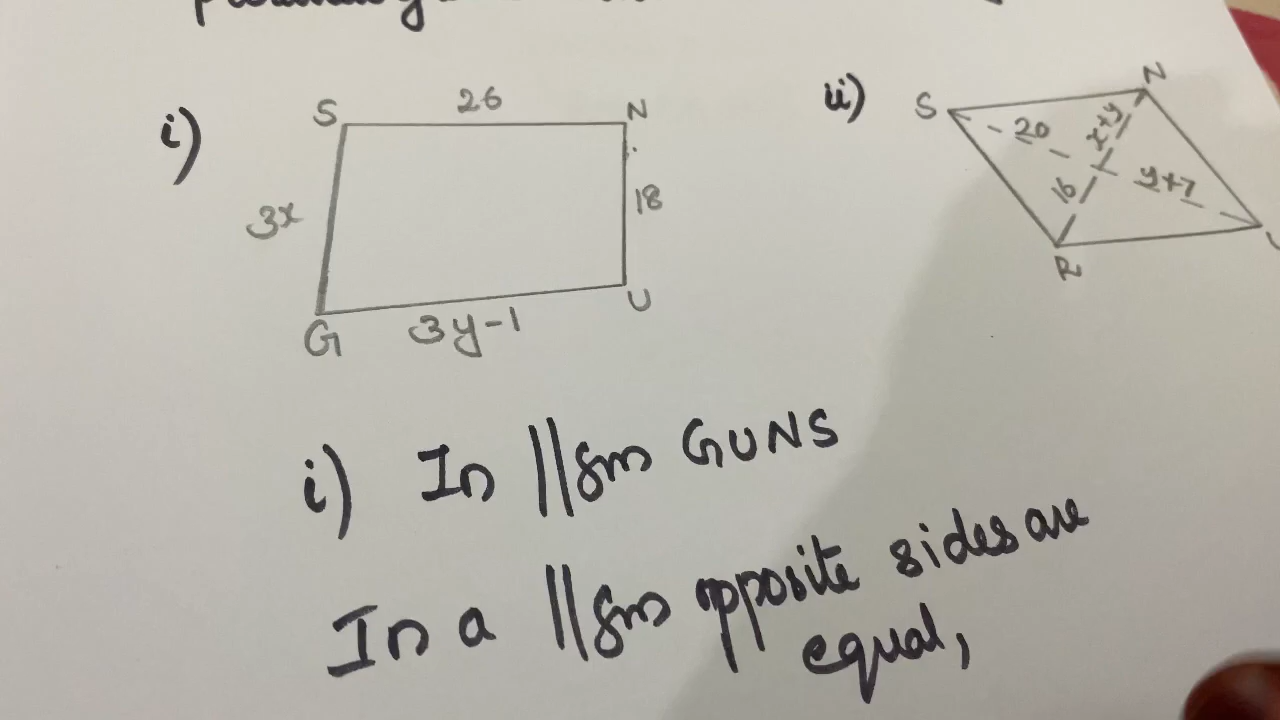 i)
S 26 N
3x 18
G 3y-1 U
ii)
S N
20 x+y
16 y+7
R
i) In ||gm GUNS
In a ||gm opposite sides are
equal,